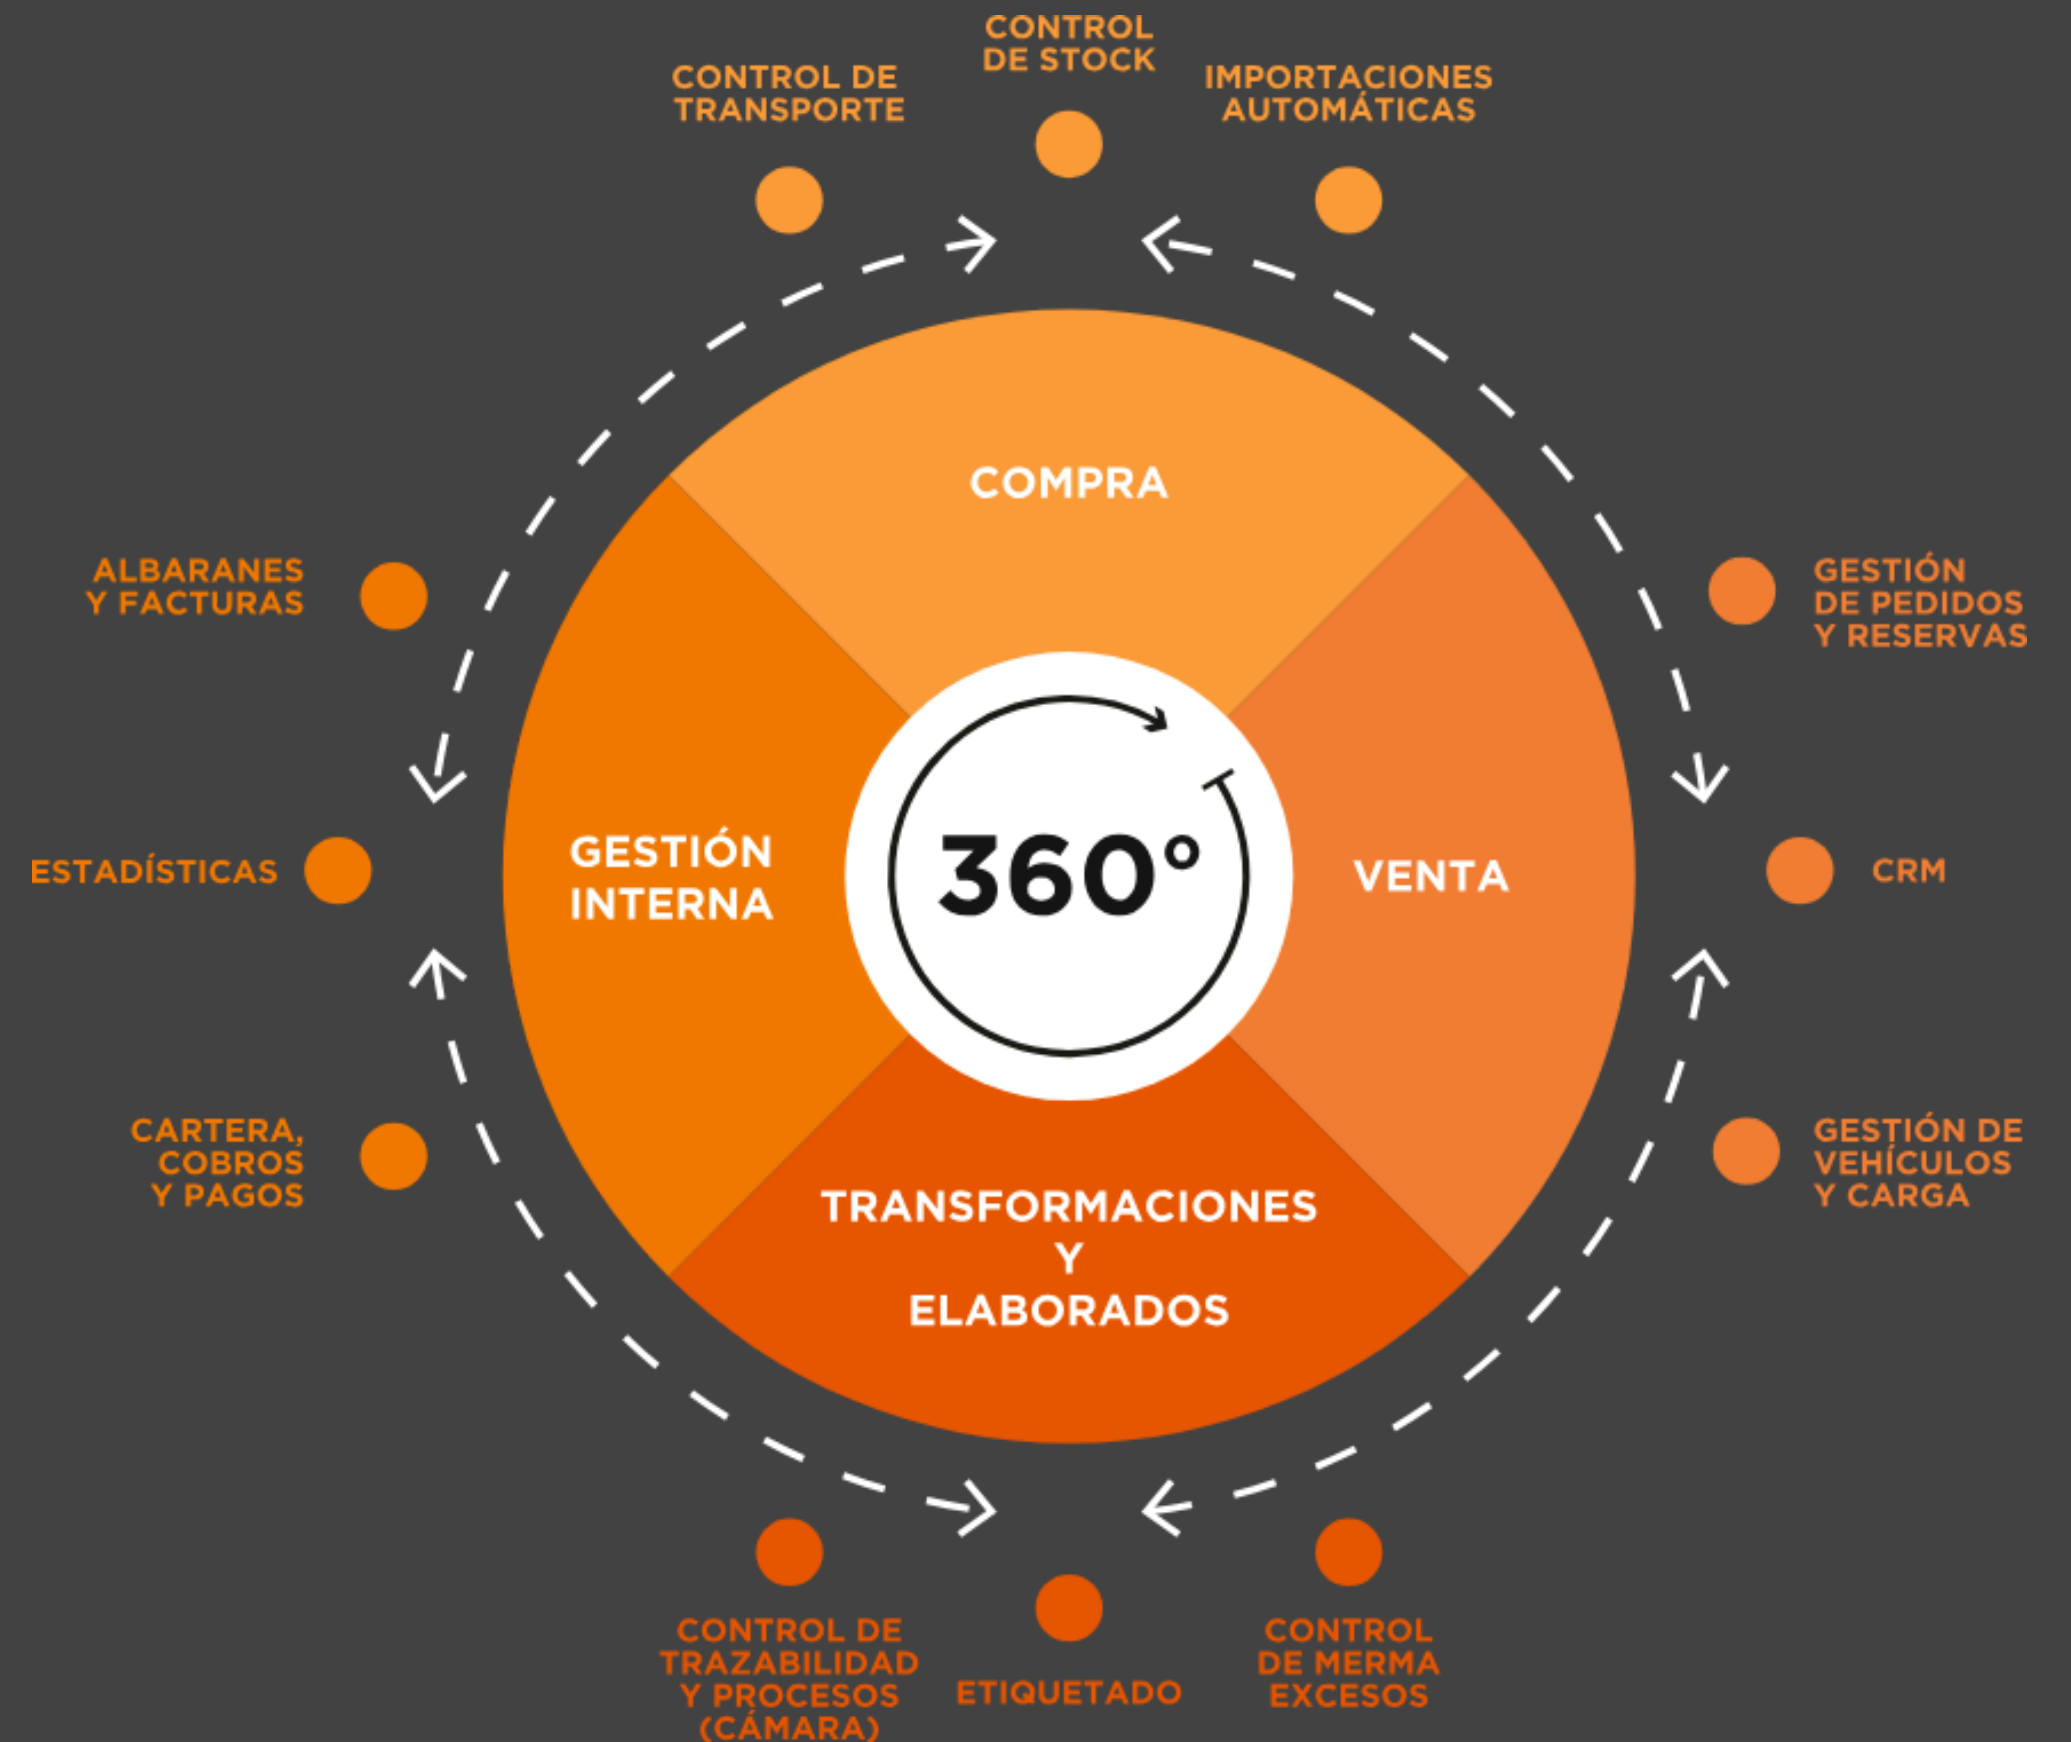 CONTROL
DE STOCK
CONTROL DE
TRANSPORTE
IMPORTACIONES
AUTOMÁTICAS
COMPRA
ALBARANES
Y FACTURAS
GESTIÓN
DE PEDIDOS
Y RESERVAS
ESTADÍSTICAS
GESTIÓN
INTERNA
360°
VENTA
CRM
CARTERA,
COBROS
Y PAGOS
GESTIÓN DE
VEHÍCULOS
Y CARGA
TRANSFORMACIONES
Y
ELABORADOS
CONTROL DE
TRAZABILIDAD
Y PROCESOS
(CÁMARA)
ETIQUETADO
CONTROL
DE MERMA
EXCESOS